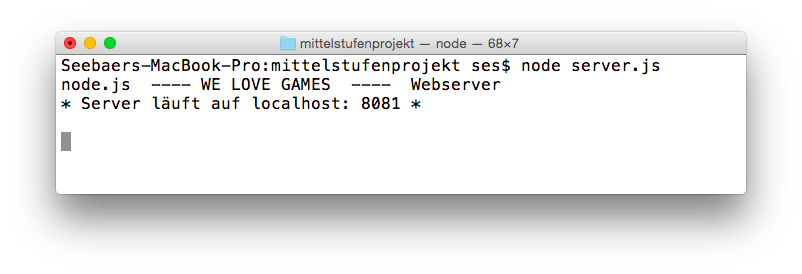 mittelstufenprojekt — node — 68×7
Seebaers-MacBook-Pro:mittelstufenprojekt ses$ node server.js
node.js  ---- WE LOVE GAMES  ----  Webserver
* Server läuft auf localhost: 8081 *